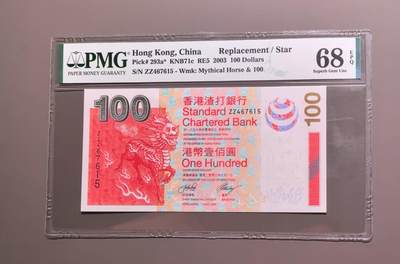 PMG
PAPER MONEY GUARANTY
Hong Kong, China Replacement / Star
Pick# 293a* KNB71c RE5 2003 100 Dollars
S/N ZZ467615 - Wmk: Mythical Horse & 100
68 EPQ
Superb Gem Unc
100
香港渣打銀行
ZZ467615
Standard
Chartered Bank
港幣壹佰圓
One Hundred
100
ZZ467615